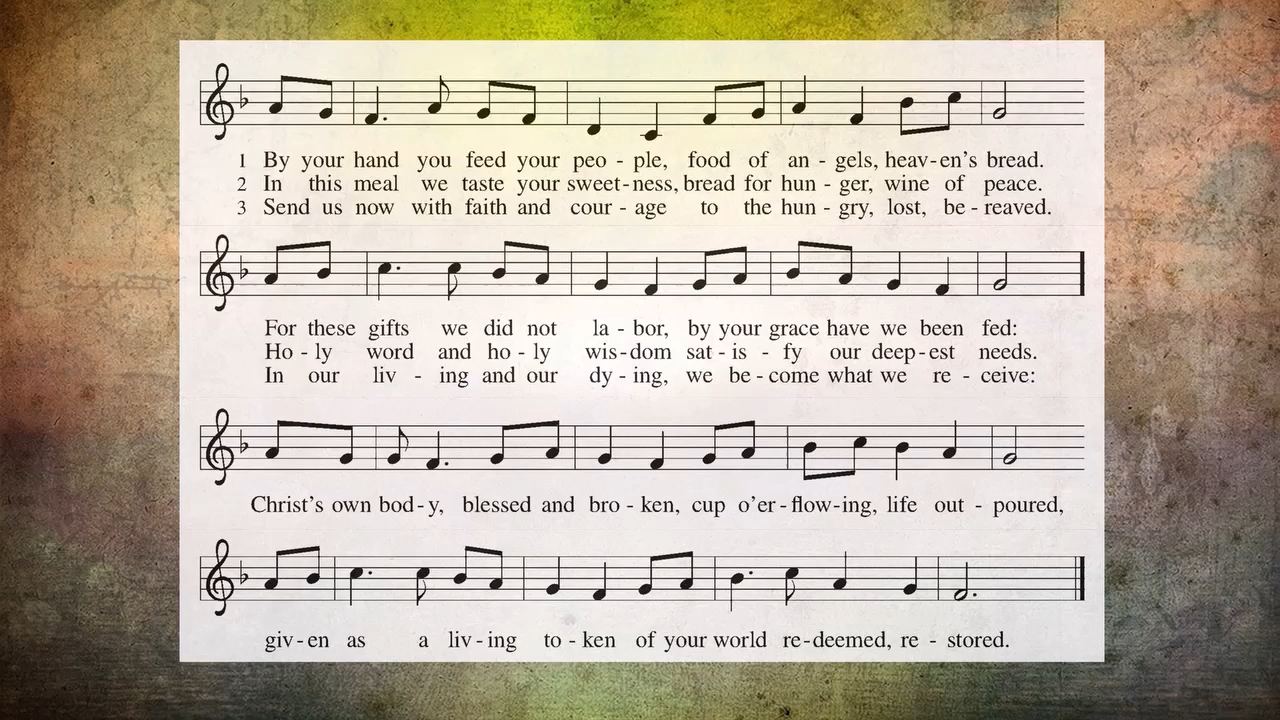 1 By your hand you feed your peo - ple, food of an - gels, heav-en’s bread.
2 In this meal we taste your sweet-ness, bread for hun - ger, wine of peace.
3 Send us now with faith and cour - age to the hun - gry, lost, be - reaved.
For these gifts we did not la - bor, by your grace have we been fed:
Ho - ly word and ho - ly wis-dom sat - is - fy our deep-est needs.
In our liv - ing and our dy - ing, we be - come what we re - ceive:
Christ’s own bod-y, blessed and bro - ken, cup o’er-flow-ing, life out - poured,
giv-en as a liv-ing to-ken of your world re-deemed, re - stored.